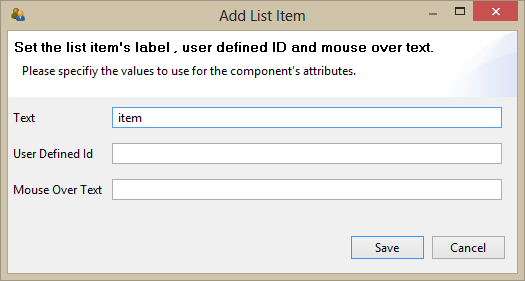 Add List Item
Set the list item's label , user defined ID and mouse over text.
Please specifiy the values to use for the component's attributes.
Text item
User Defined Id
Mouse Over Text
Save Cancel